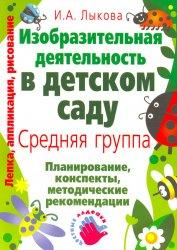 И.А. Лыкова
Изобразительная
деятельность
в детском
саду
Средняя группа
Планирование,
конспекты,
методические
рекомендации
Лепка, аппликация, рисование